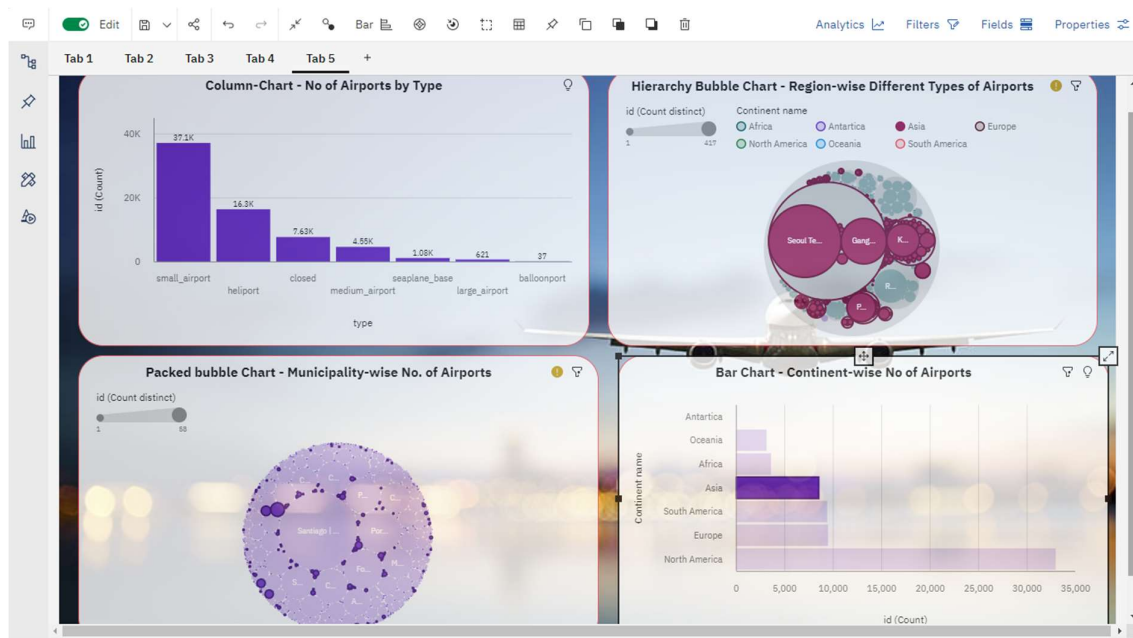 Edit
Bar
Analytics
Filters
Fields
Properties
Tab 1
Tab 2
Tab 3
Tab 4
Tab 5
+
Column-Chart - No of Airports by Type
id (Count)
40K
20K
0
37.1K
16.3K
7.63K
4.55K
1.08K
621
37
small_airport
heliport
closed
medium_airport
seaplane_base
large_airport
balloonport
type
Hierarchy Bubble Chart - Region-wise Different Types of Airports
id (Count distinct)
1
417
Continent name
Africa
Antartica
Asia
Europe
North America
Oceania
South America
Seoul Te...
Gang...
K...
R...
P...
Packed bubble Chart - Municipality-wise No. of Airports
id (Count distinct)
1
C...
C...
P...
C...
Santiago |...
Por...
Fo...
M...
S...
C...
A...
Bar Chart - Continent-wise No of Airports
Continent name
Antartica
Oceania
Africa
Asia
South America
Europe
North America
0
5,000
10,000
15,000
20,000
25,000
30,000
35,000
id (Count)